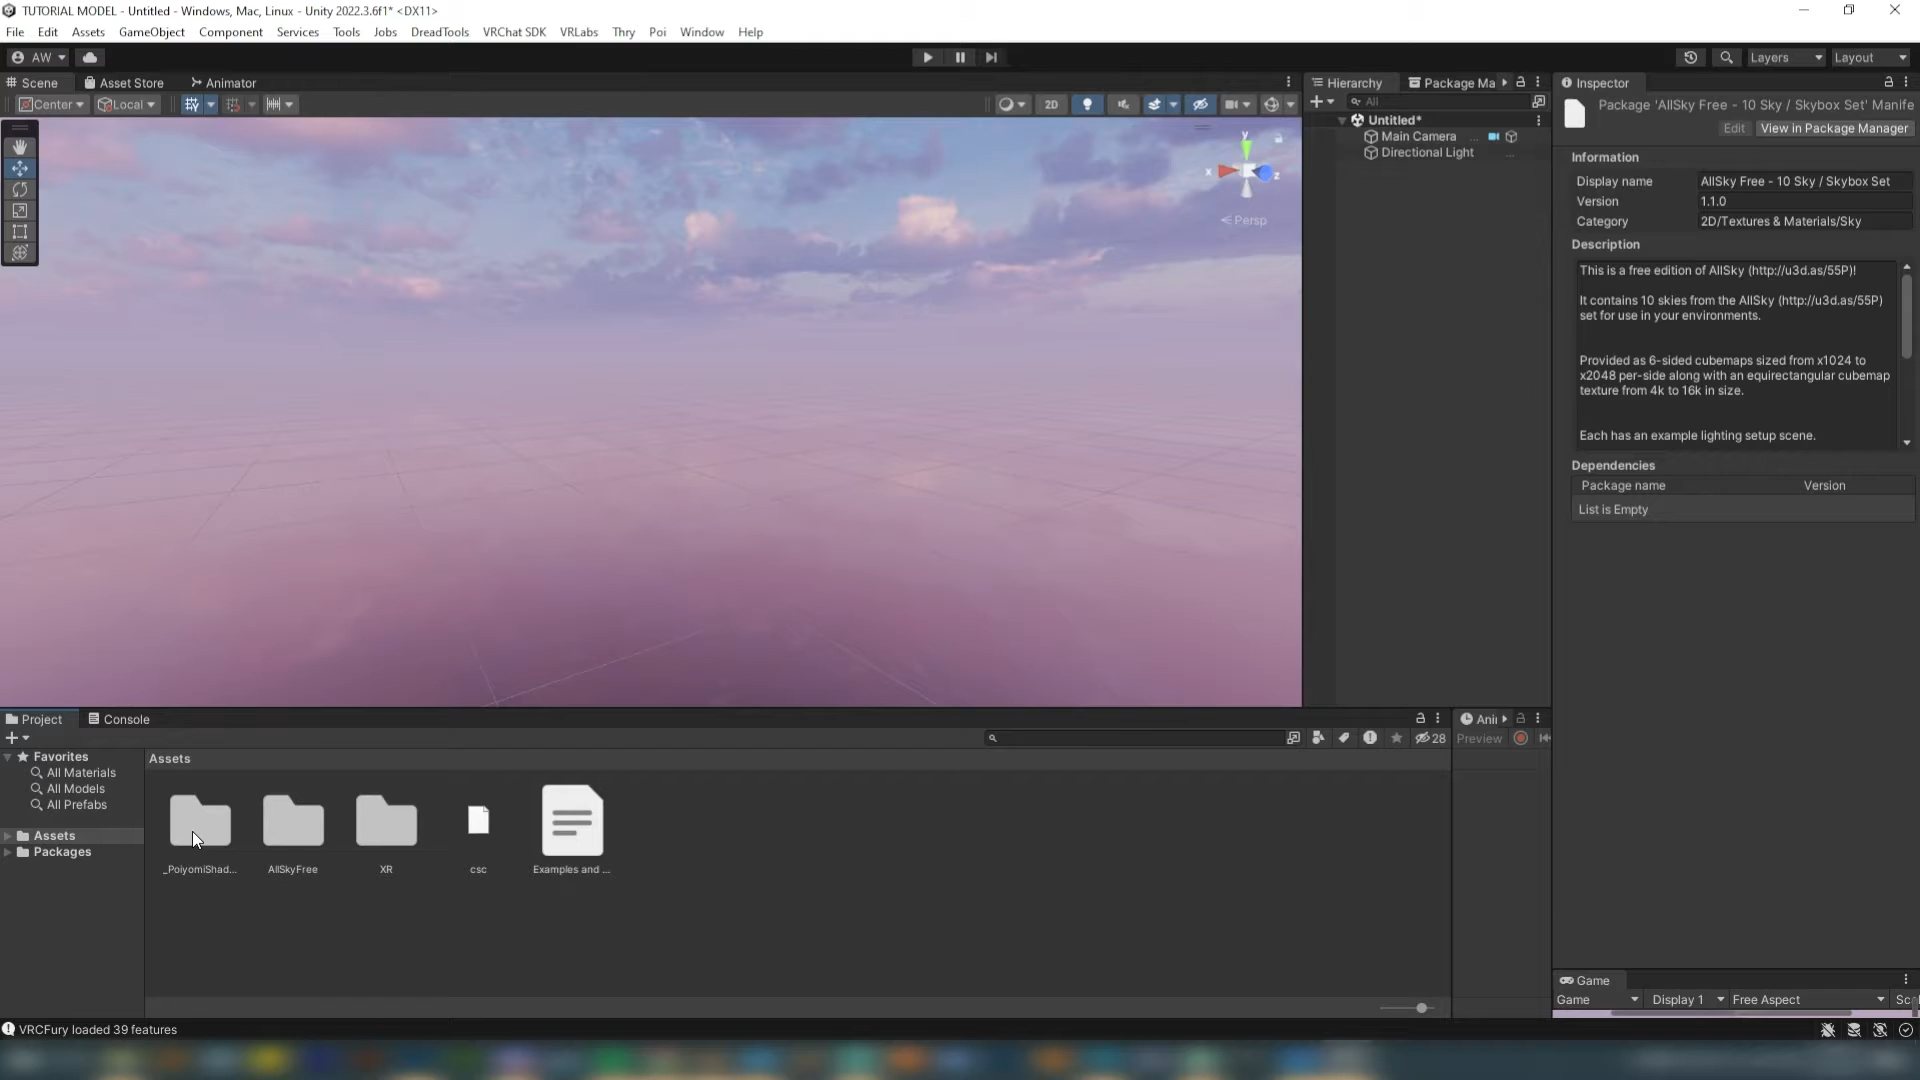 TUTORIAL MODEL - Untitled - Windows, Mac, Linux - Unity 2022.3.6f1* <DX11>
File Edit Assets GameObject Component Services Tools Jobs DreadTools VRChat SDK VRLabs Thry Poi Window Help
AW Layers Layout
Scene Asset Store Animator
Center Local 2D
y
x z
Persp
Hierarchy Package Ma
All
Untitled*
Main Camera
Directional Light
Inspector
Package 'AllSky Free - 10 Sky / Skybox Set' Manife
Edit View in Package Manager
Information
Display name AllSky Free - 10 Sky / Skybox Set
Version 1.1.0
Category 2D/Textures & Materials/Sky
Description
This is a free edition of AllSky (http://u3d.as/55P)!
It contains 10 skies from the AllSky (http://u3d.as/55P)
set for use in your environments.
Provided as 6-sided cubemaps sized from x1024 to
x2048 per-side along with an equirectangular cubemap
texture from 4k to 16k in size.
Each has an example lighting setup scene.
Dependencies
Package name Version
List is Empty
Project Console
28
Favorites
All Materials
All Models
All Prefabs
Assets
Packages
Assets
_PoiyomiShad... AllSkyFree XR csc Examples and ...
Ani
Preview
Game
Game Display 1 Free Aspect Sc
VRCFury loaded 39 features